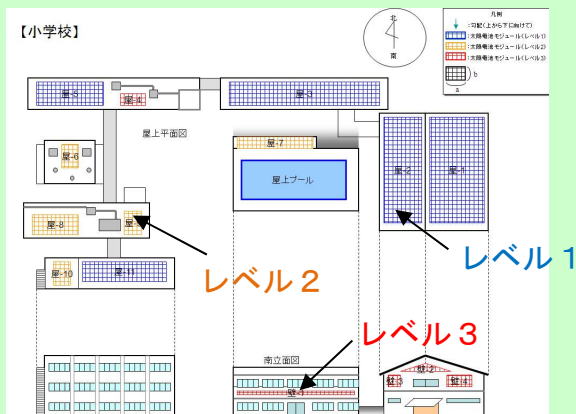 【小学校】
北
南
凡例
：勾配(上から下に向けて)
：太陽電池モジュール(レベル1)
：太陽電池モジュール(レベル2)
：太陽電池モジュール(レベル3)
b
a
屋-5
屋-4
屋-3
屋上平面図
屋-7
屋-6
屋上プール
屋-2
屋-1
屋-8
レベル２
レベル１
屋-10
屋-11
レベル３
南立面図
壁-1
壁-2
壁-3
壁-4